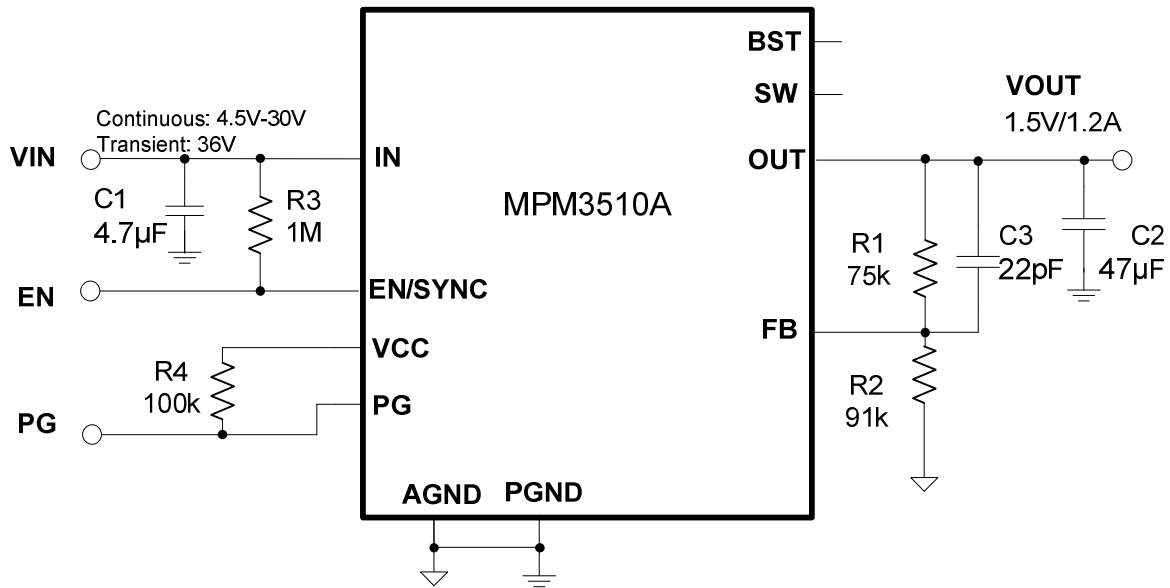 BST
SW
VOUT
1.5V/1.2A
Continuous: 4.5V-30V
Transient: 36V
VIN
IN
OUT
C1
4.7µF
R3
1M
MPM3510A
R1
75k
C3
22pF
C2
47µF
EN
EN/SYNC
FB
VCC
R4
100k
PG
PG
R2
91k
AGND
PGND